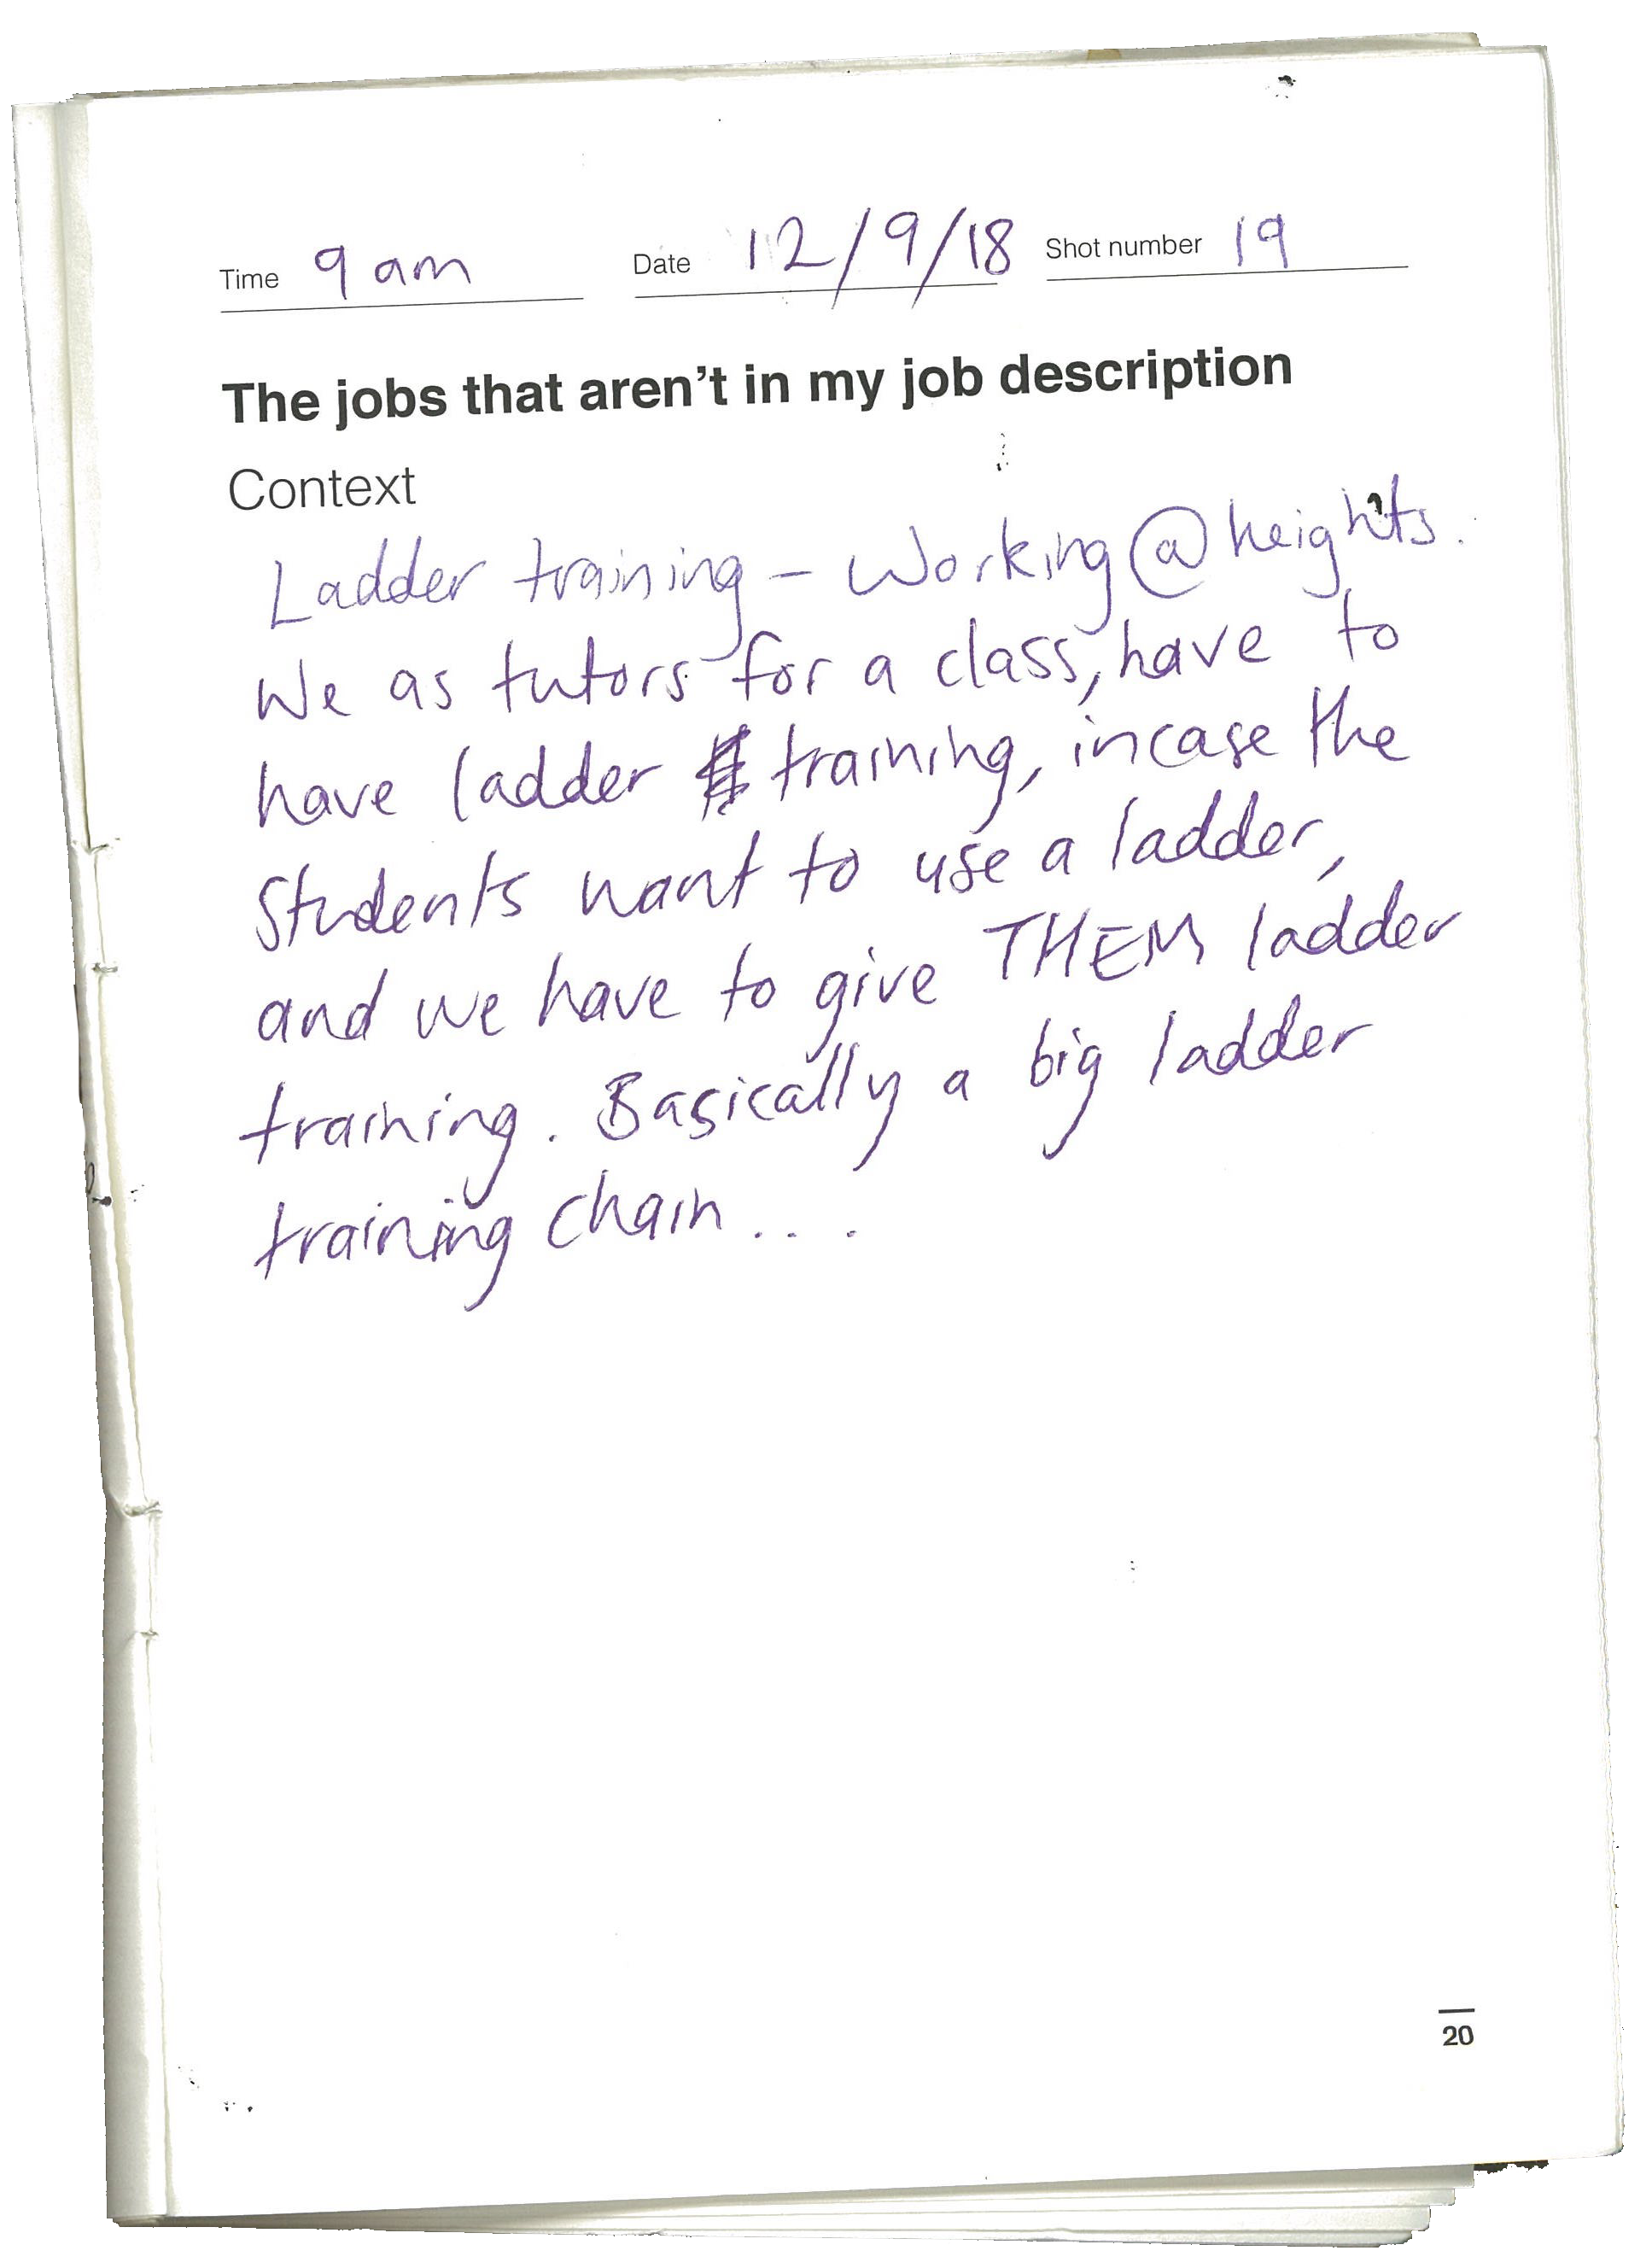 Time 9 am Date 12/9/18 Shot number 19
The jobs that aren't in my job description
Context
Ladder training - Working @ heights.
We as tutors for a class, have to
have ladder training, incase the
Students want to use a ladder,
and we have to give THEM ladder
training. Basically a big ladder
training chain....
20